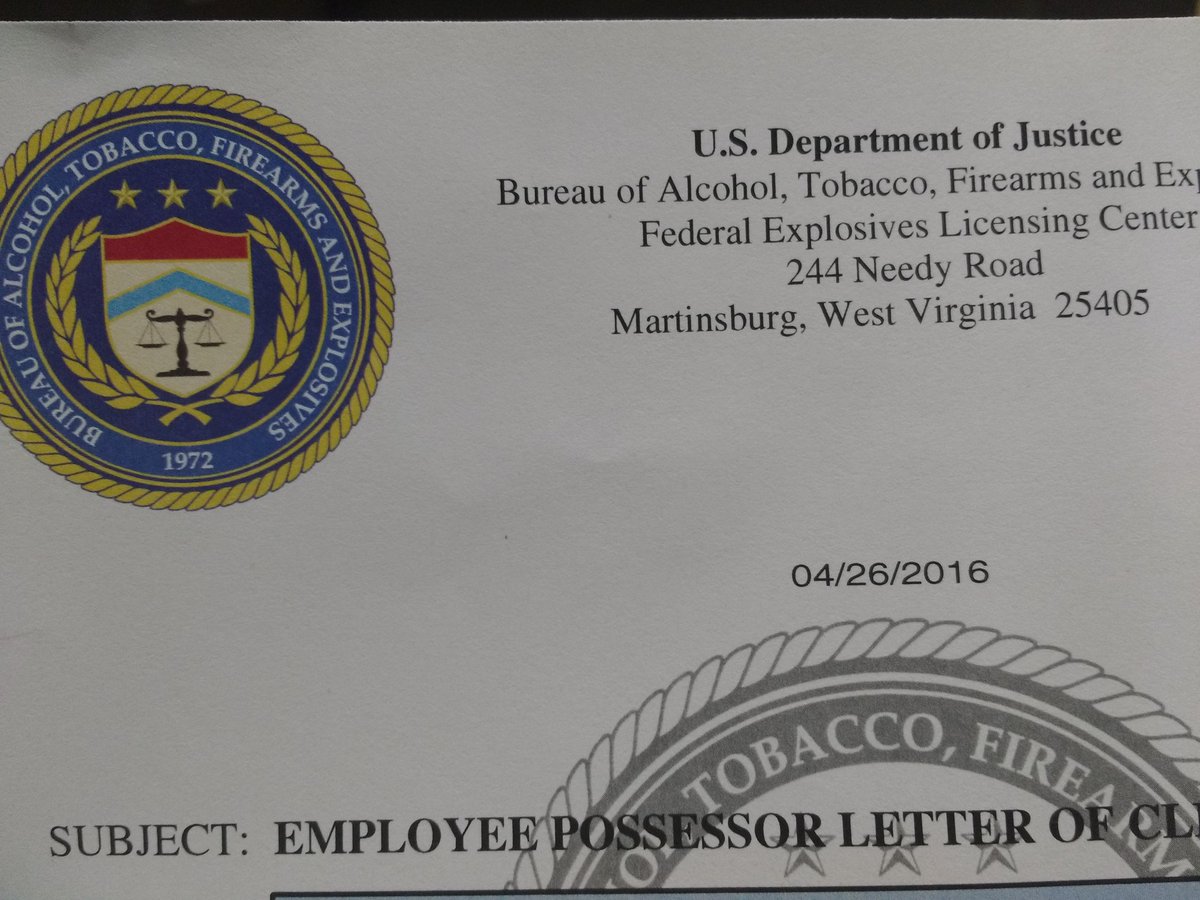 BUREAU OF ALCOHOL, TOBACCO, FIREARMS AND EXPLOSIVES
1972
U.S. Department of Justice
Bureau of Alcohol, Tobacco, Firearms and Exp
Federal Explosives Licensing Center
244 Needy Road
Martinsburg, West Virginia 25405
04/26/2016
TOBACCO, FIREARM
SUBJECT: EMPLOYEE POSSESSOR LETTER OF CL